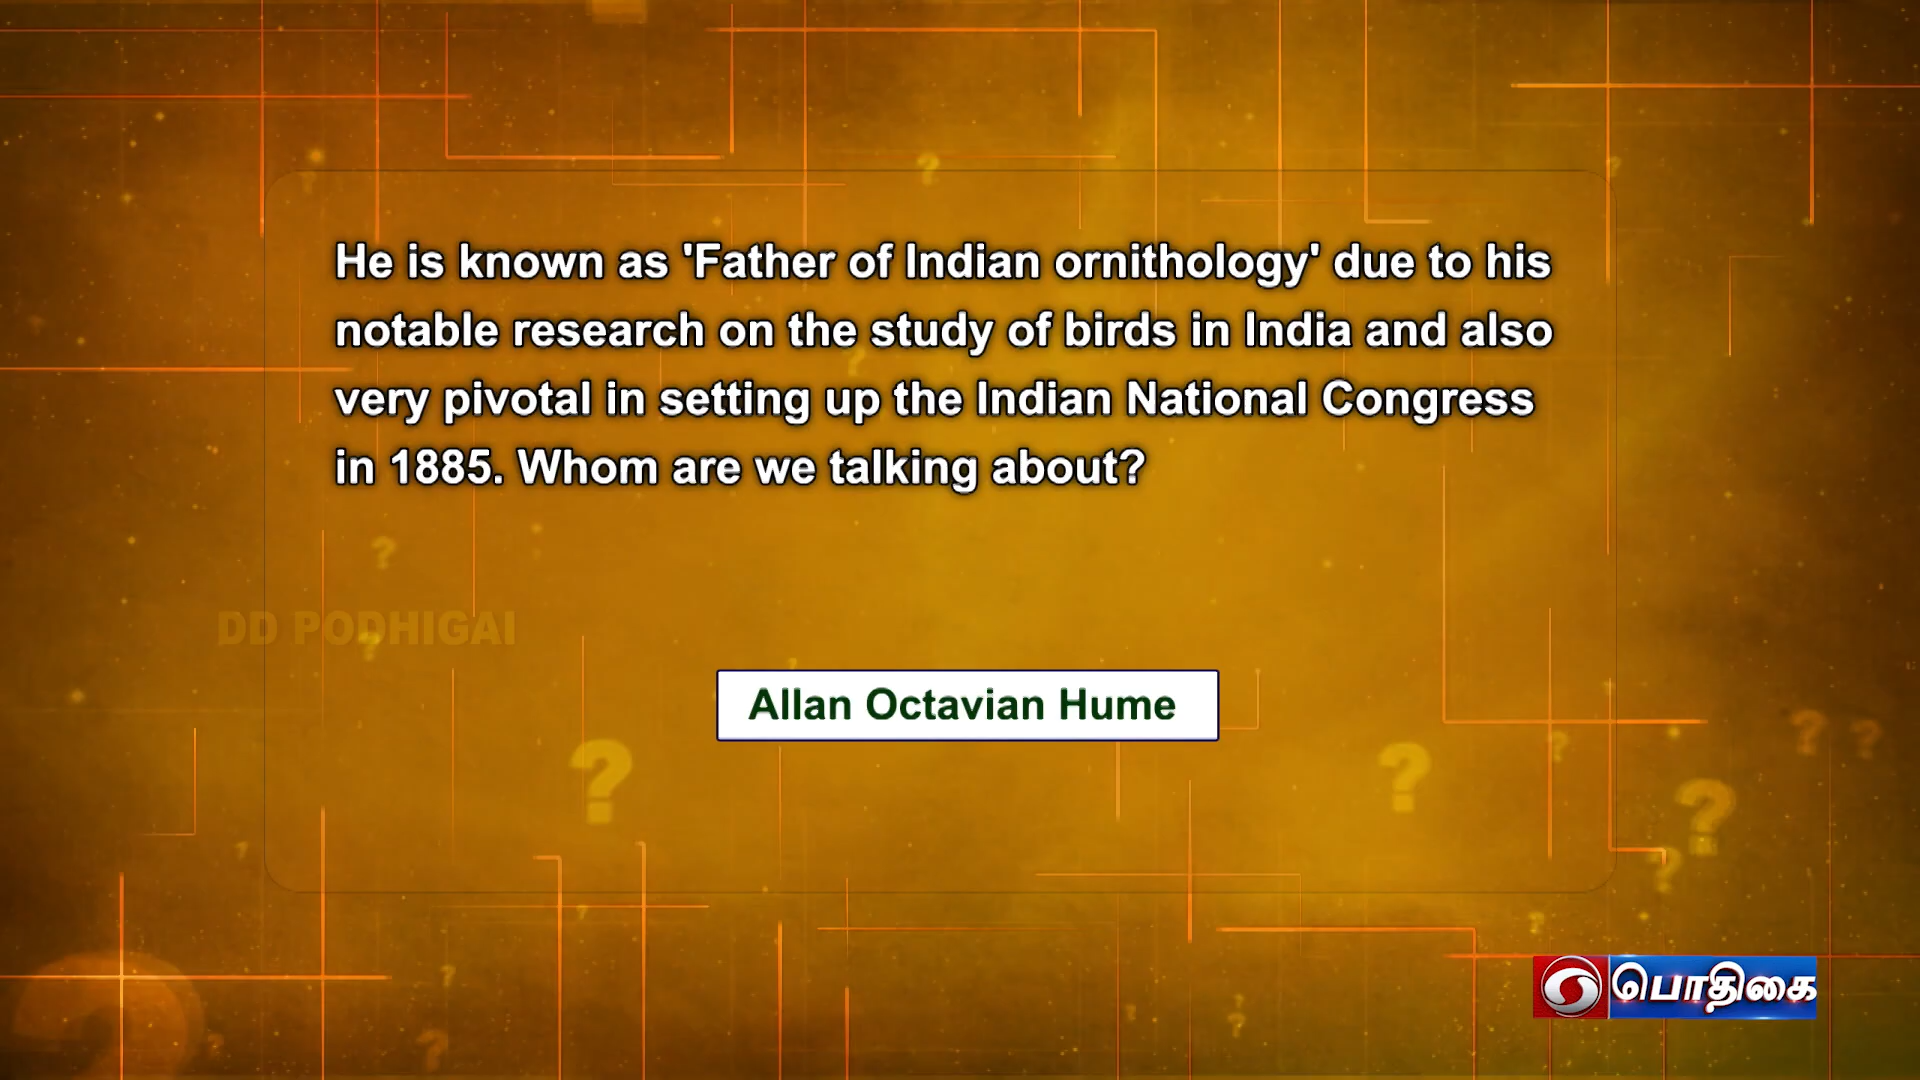 He is known as 'Father of Indian ornithology' due to his
notable research on the study of birds in India and also
very pivotal in setting up the Indian National Congress
in 1885. Whom are we talking about?
DD PODHIGAI
Allan Octavian Hume
பொதிகை